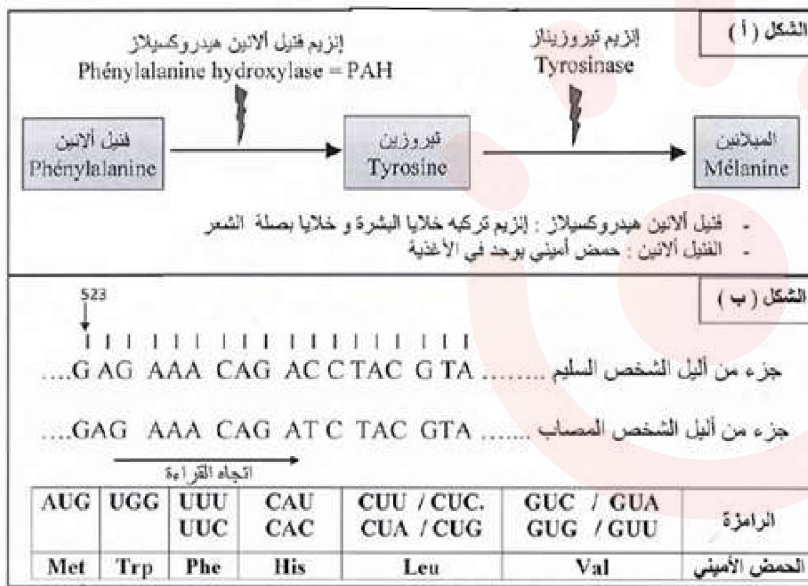 الشكل ( أ )
إنزيم فنيل ألانين هيدروكسيلاز
Phénylalanine hydroxylase = PAH
إنزيم تيروزيناز
Tyrosinase
فنيل ألانين
Phénylalanine
تيروزين
Tyrosine
الميلانين
Mélanine
- فنيل ألانين هيدروكسيلاز : إنزيم تركبه خلايا البشرة و خلايا بصلة الشعر
- الفنيل ألانين : حمض أميني يوجد في الأغذية
الشكل ( ب )
523
جزء من أليل الشخص السليم ........ ....G AG AAA CAG ACC TAC G TA
جزء من أليل الشخص المصاب ....... ....GAG AAA CAG ATC TAC GTA
اتجاه القراءة
AUG UGG UUU CAU CUU / CUC. GUC / GUA الرامزة
UUC CAC CUA / CUG GUG / GUU
Met Trp Phe His Leu Val الحمض الأميني